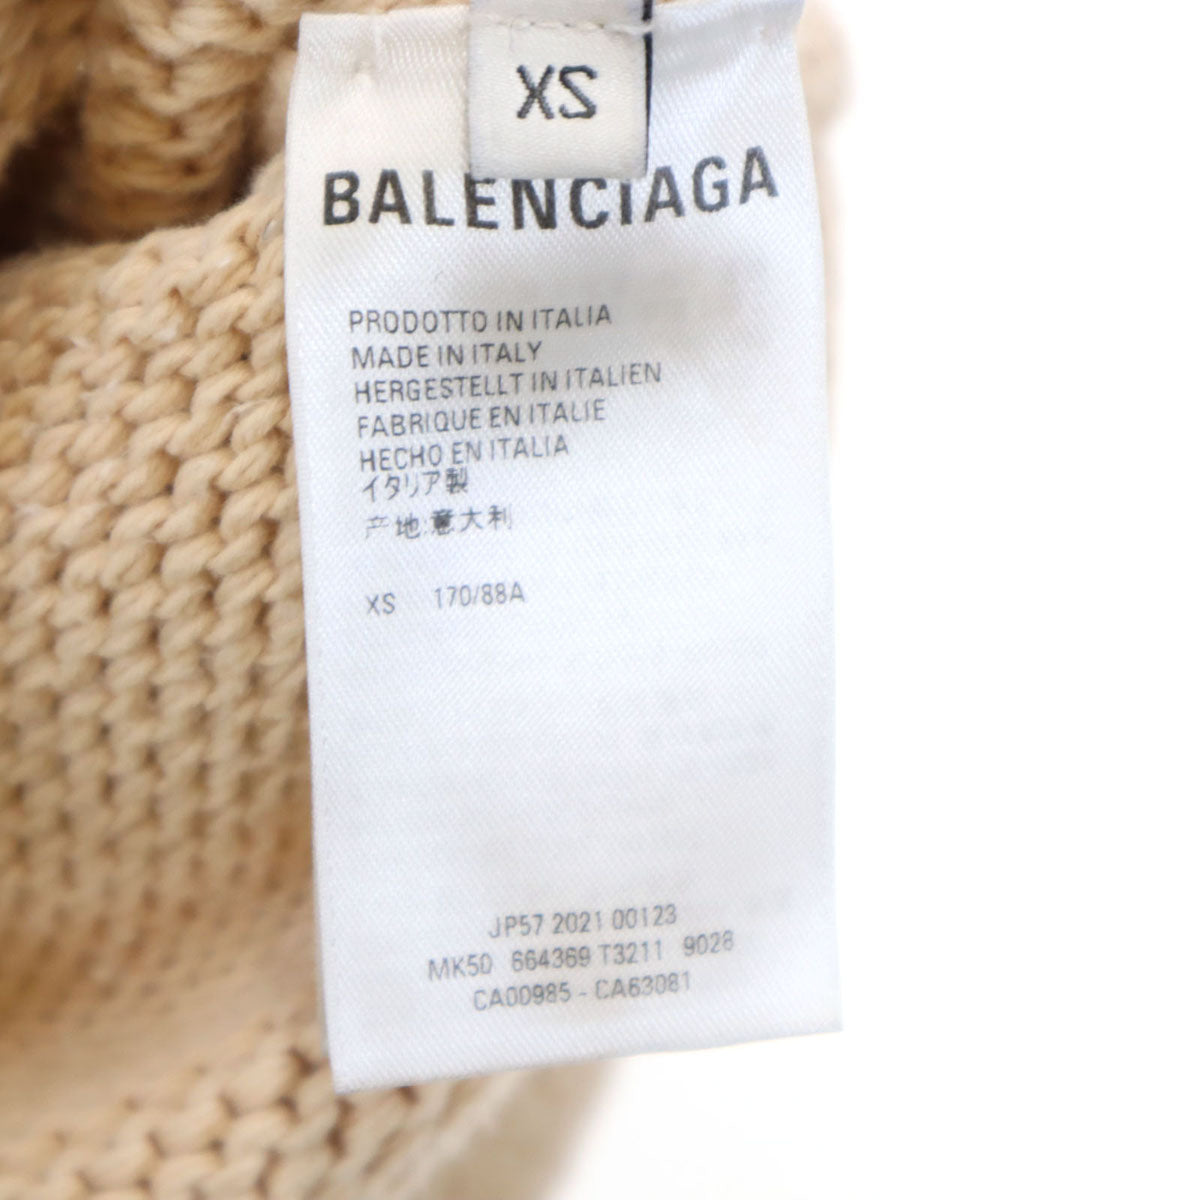 XS
BALENCIAGA
PRODOTTO IN ITALIA
MADE IN ITALY
HERGESTELLT IN ITALIEN
FABRIQUE EN ITALIE
HECHO EN ITALIA
イタリア製
产地:意大利
XS 170/88A
JP57 2021 00123
MK50 664369 T3211 9028
CA00985 - CA63081